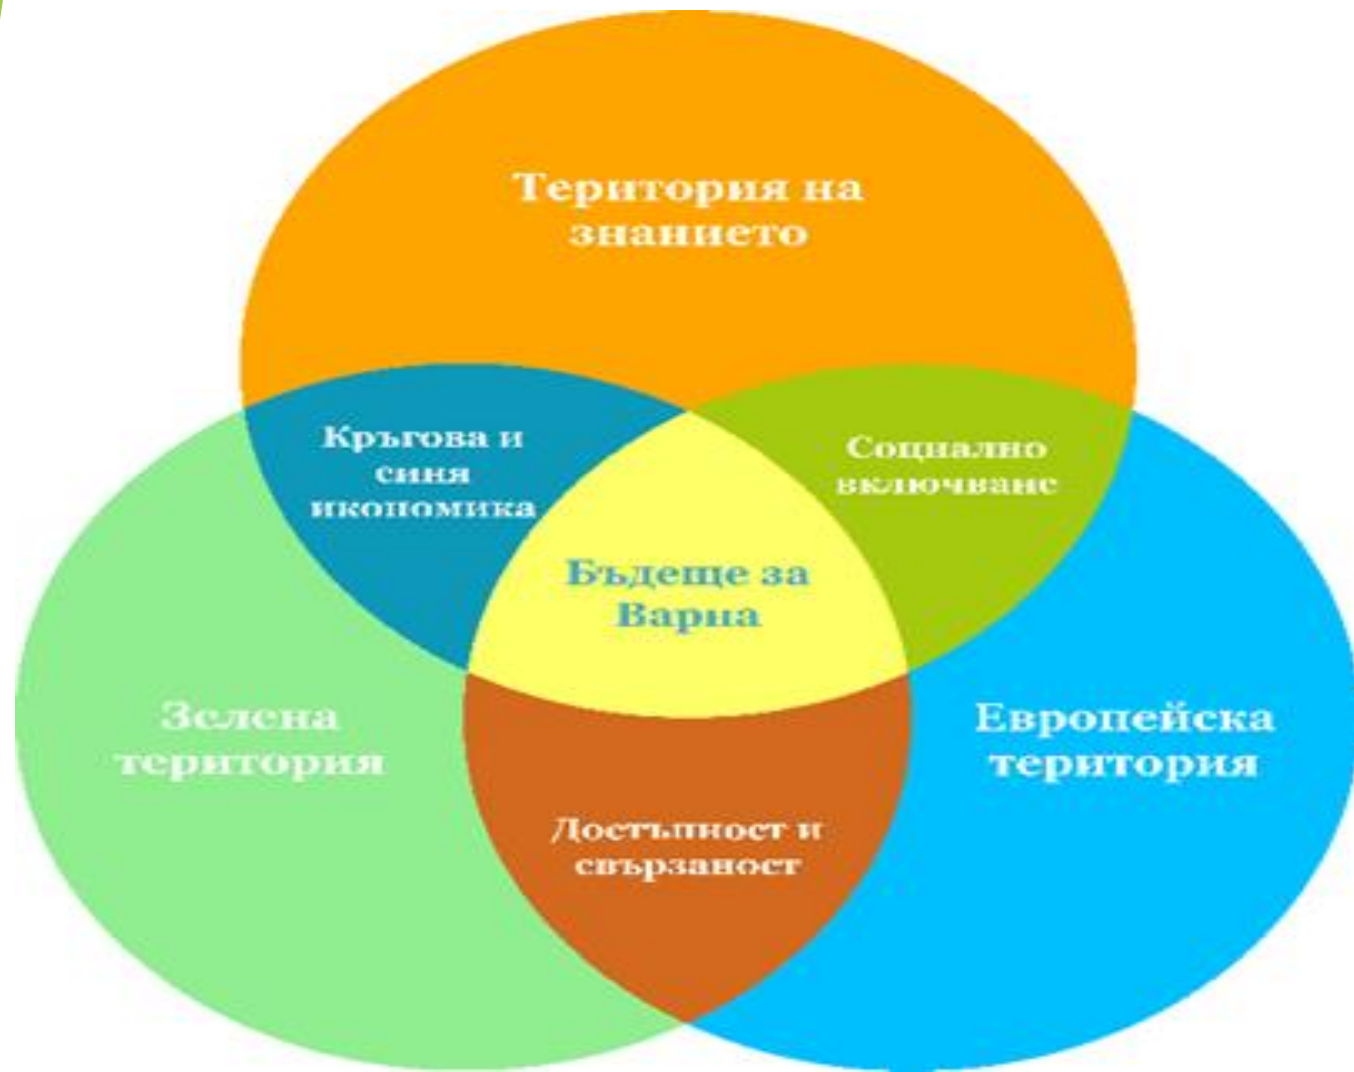 Територия на
знанието
Кръгова и
синя
икономика
Социално
включване
Бъдеще за
Варна
Зелена
територия
Европейска
територия
Достъпност и
свързаност